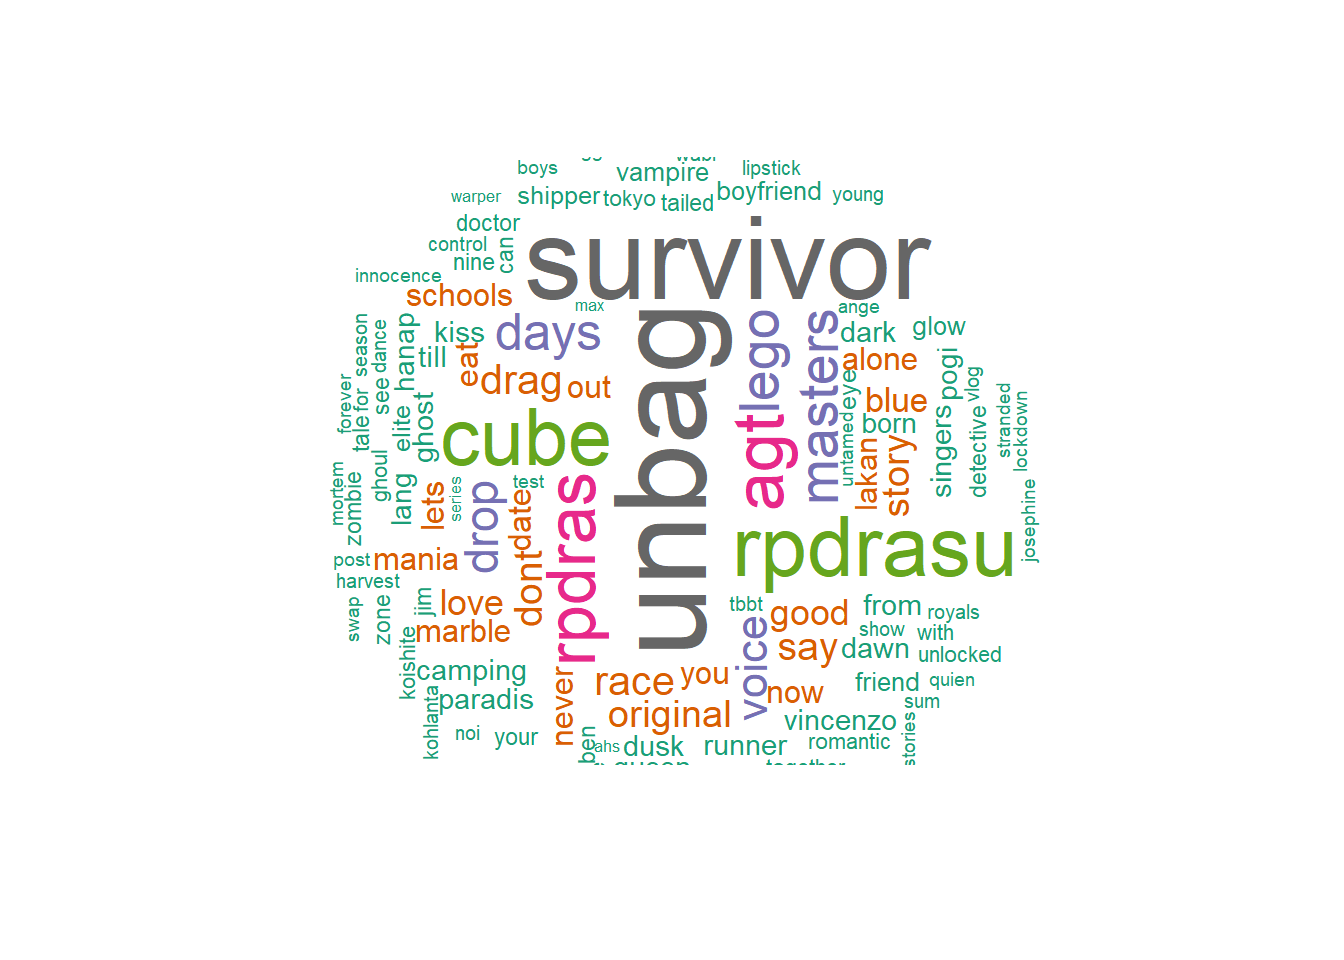 boys
vampire
lipstick
warper
shipper
tokyo
tailed
boyfriend
young
doctor
control
nine
can
survivor
innocence
schools
max
ange
season
dance
hanap
kiss
till
days
unbag
lego
masters
dark
glow
forever
tale
for
see
elite
ghost
eat
drag
out
alone
eye
blue
born
pogi
vlog
stranded
lockdown
singers
detective
cube
agt
untamed
lakan
story
mortem
zombie
ghoul
lang
lets
series
test
drop
date
rpdras
rpdrasu
josephine
post
mania
harvest
dont
swap
zone
jim
love
marble
tbbt
good
from
royals
show
with
koishite
voice
say
dawn
unlocked
camping
paradis
never
race
you
now
friend
quien
kohlanta
original
vincenzo
sum
noi
your
ben
ahs
dusk
runner
romantic
stories
queen
together